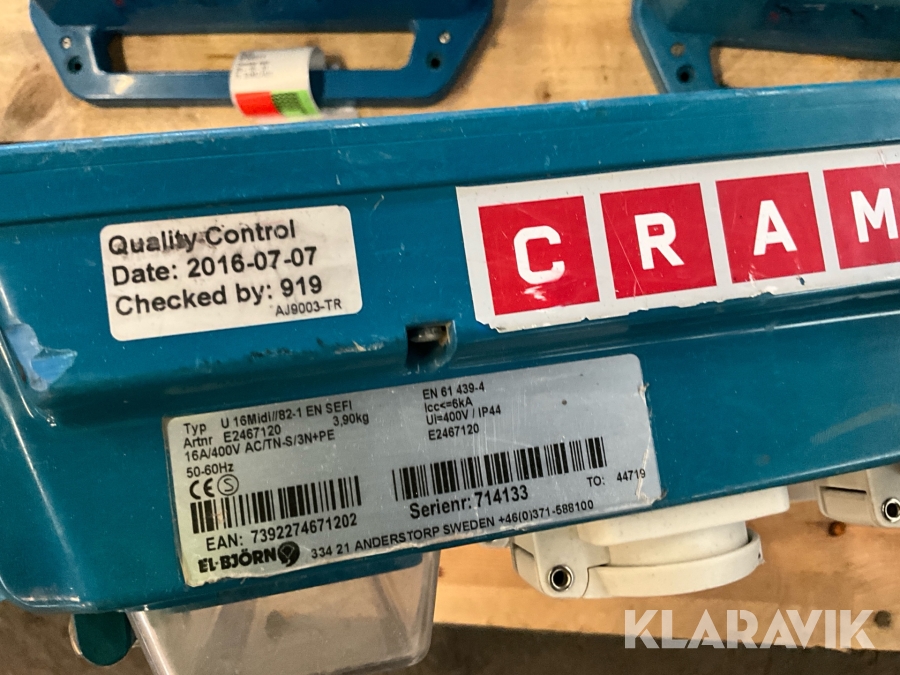 Quality Control
Date: 2016-07-07
Checked by: 919
AJ9003-TR
CRAM
Typ U 16Midi//82-1 EN SEFI
Artnr E2467120 3,90kg
16A/400V AC/TN-S/3N+PE
50-60Hz
EN 61 439-4
Icc<=6kA
Ui=400V / IP44
E2467120
CE S
EAN: 7392274671202
Serienr: 714133
TO: 44719
EL-BJÖRN 334 21 ANDERSTORP SWEDEN +46(0)371-588100
KLARAVIK